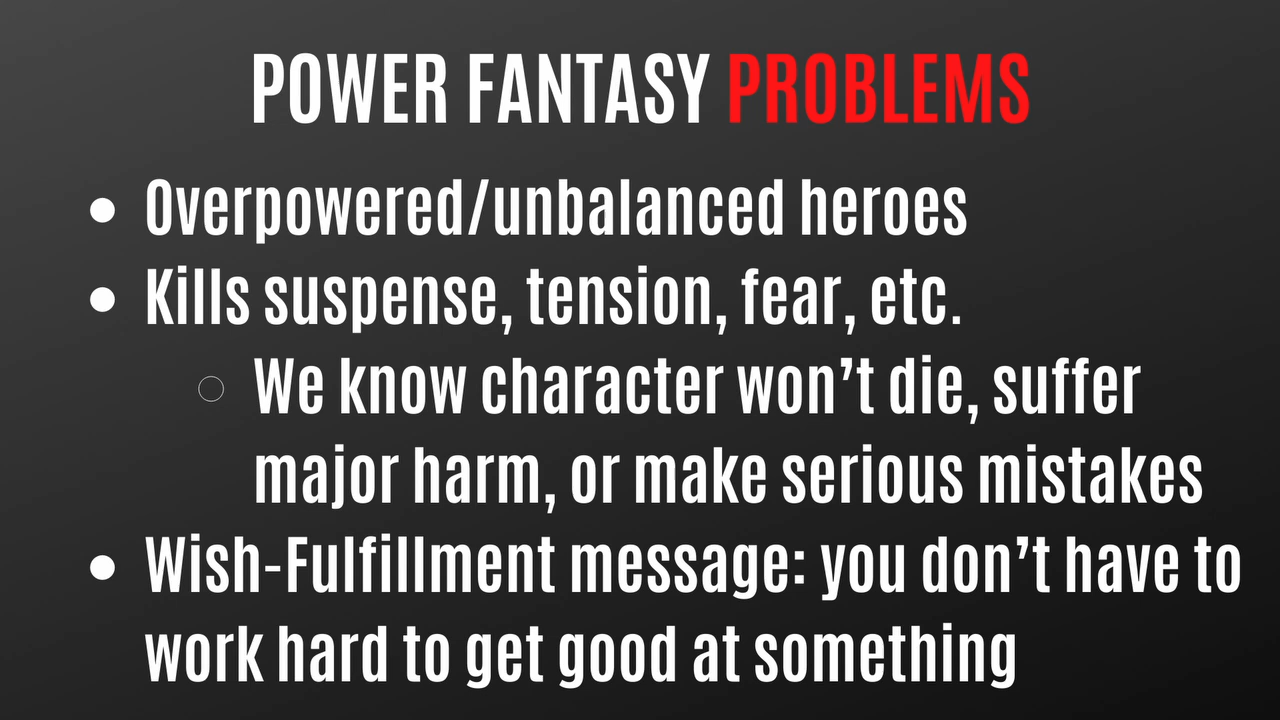 POWER FANTASY PROBLEMS
Overpowered/unbalanced heroes
Kills suspense, tension, fear, etc.
We know character won’t die, suffer
major harm, or make serious mistakes
Wish-Fulfillment message: you don’t have to
work hard to get good at something